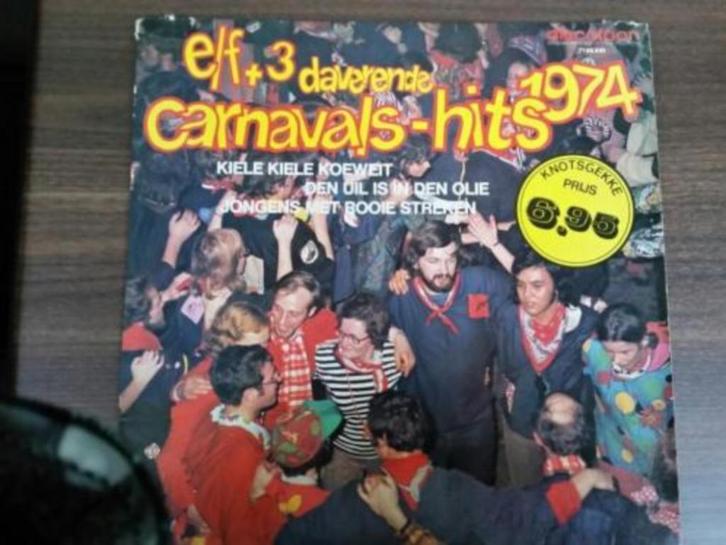 elf + 3 daverende
carnavals-hits 1974
KIELE KIELE KOEWEIT
DEN UIL IS IN DEN OLIE
JONGENS MET ROOIE STREKEN
KNOTSGEKKE
PRIJS
6.95